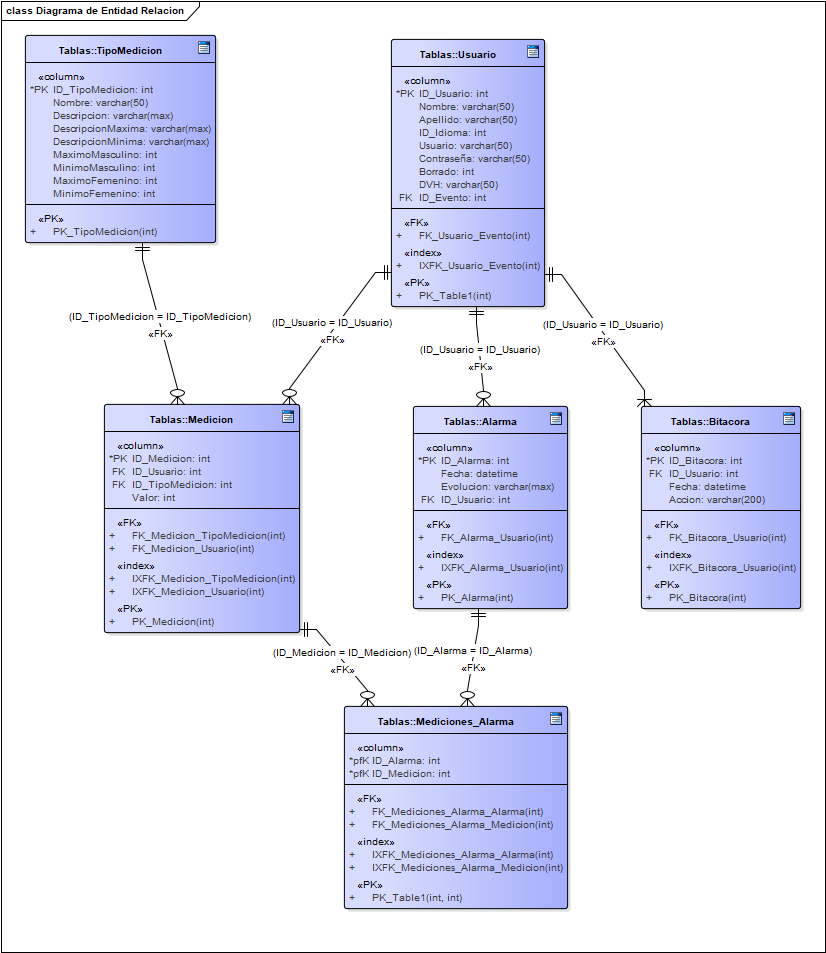 class Diagrama de Entidad Relacion
Tablas::TipoMedicion
«column»
*PK ID_TipoMedicion: int
Nombre: varchar(50)
Descripcion: varchar(max)
DescripcionMaxima: varchar(max)
DescripcionMinima: varchar(max)
MaximoMasculino: int
MinimoMasculino: int
MaximoFemenino: int
MinimoFemenino: int
«PK»
+ PK_TipoMedicion(int)
Tablas::Usuario
«column»
*PK ID_Usuario: int
Nombre: varchar(50)
Apellido: varchar(50)
ID_Idioma: int
Usuario: varchar(50)
Contraseña: varchar(50)
Borrado: int
DVH: varchar(50)
FK ID_Evento: int
«FK»
+ FK_Usuario_Evento(int)
«index»
+ IXFK_Usuario_Evento(int)
«PK»
+ PK_Table1(int)
(ID_TipoMedicion = ID_TipoMedicion)
«FK»
(ID_Usuario = ID_Usuario)
«FK»
(ID_Usuario = ID_Usuario)
«FK»
(ID_Usuario = ID_Usuario)
«FK»
Tablas::Medicion
«column»
*PK ID_Medicion: int
FK ID_Usuario: int
FK ID_TipoMedicion: int
Valor: int
«FK»
+ FK_Medicion_TipoMedicion(int)
+ FK_Medicion_Usuario(int)
«index»
+ IXFK_Medicion_TipoMedicion(int)
+ IXFK_Medicion_Usuario(int)
«PK»
+ PK_Medicion(int)
Tablas::Alarma
«column»
*PK ID_Alarma: int
Fecha: datetime
Evolucion: varchar(max)
FK ID_Usuario: int
«FK»
+ FK_Alarma_Usuario(int)
«index»
+ IXFK_Alarma_Usuario(int)
«PK»
+ PK_Alarma(int)
Tablas::Bitacora
«column»
*PK ID_Bitacora: int
FK ID_Usuario: int
Fecha: datetime
Accion: varchar(200)
«FK»
+ FK_Bitacora_Usuario(int)
«index»
+ IXFK_Bitacora_Usuario(int)
«PK»
+ PK_Bitacora(int)
(ID_Medicion = ID_Medicion)
«FK»
(ID_Alarma = ID_Alarma)
«FK»
Tablas::Mediciones_Alarma
«column»
*pfK ID_Alarma: int
*pfK ID_Medicion: int
«FK»
+ FK_Mediciones_Alarma_Alarma(int)
+ FK_Mediciones_Alarma_Medicion(int)
«index»
+ IXFK_Mediciones_Alarma_Alarma(int)
+ IXFK_Mediciones_Alarma_Medicion(int)
«PK»
+ PK_Table1(int, int)